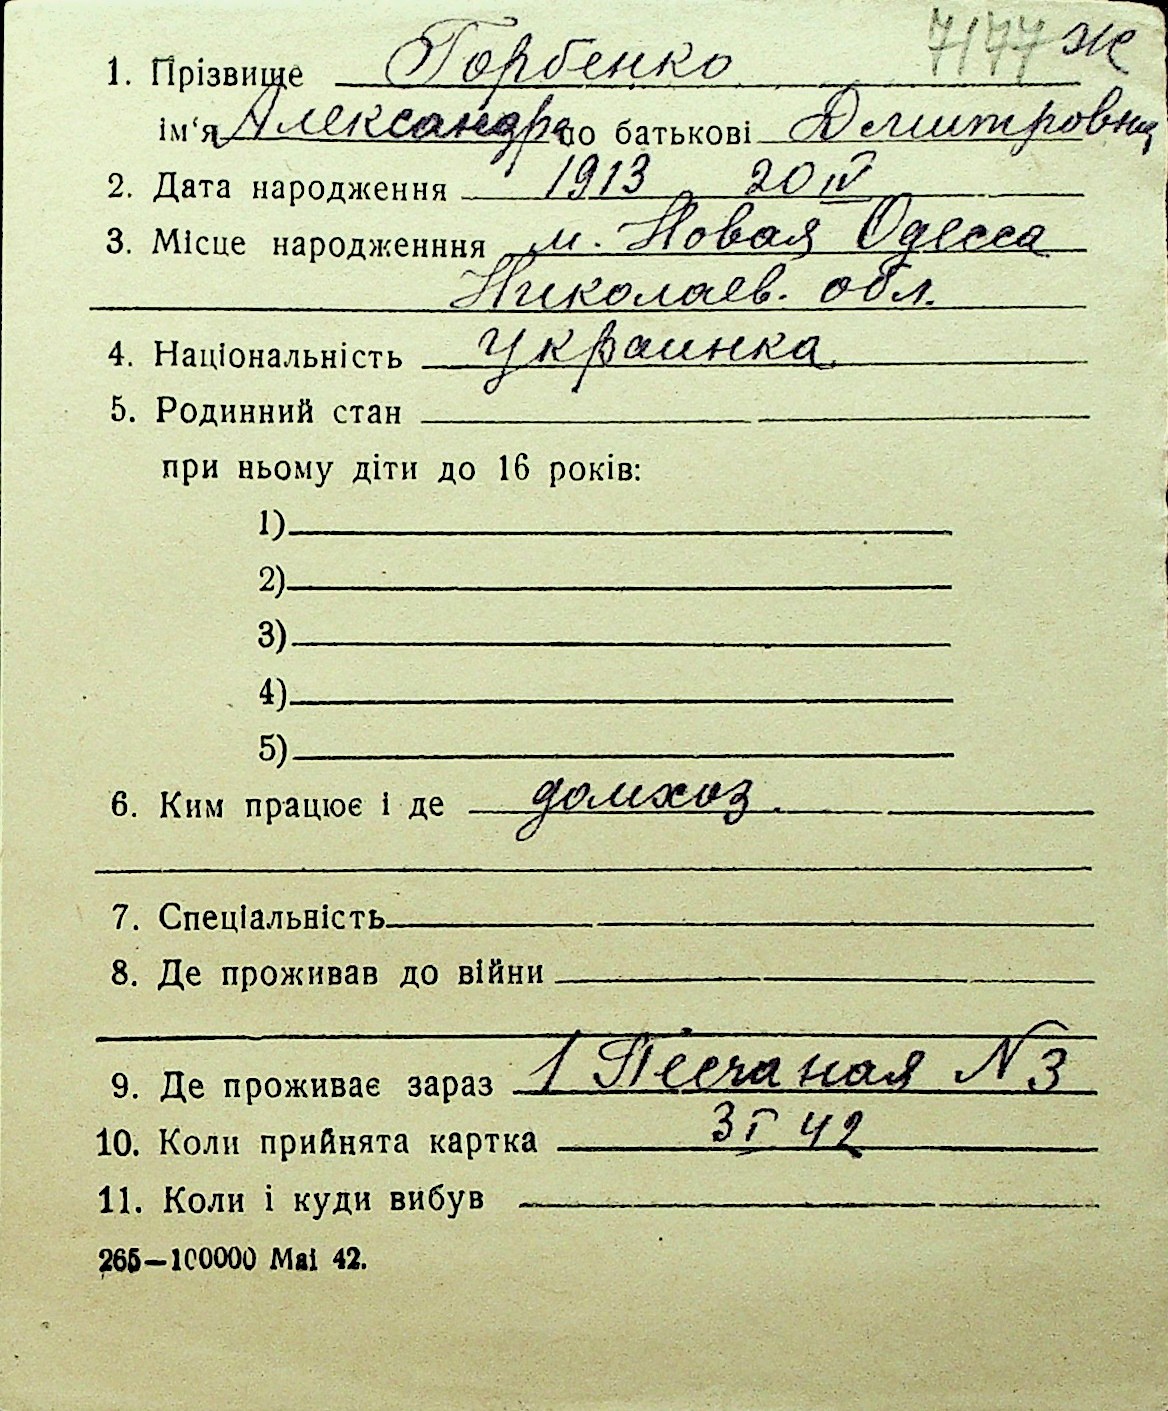 7177 ж
1. Прізвище Горбенко
ім‘я Александра по батькові Дмитровна
2. Дата народження 1913 20 IV
3. Місце народженння м. Новая Одесса
Николаев. обл.
4. Національність украинка
5. Родинний стан
при ньому діти до 16 років:
1)
2)
3)
4)
5)
6. Ким працює і де домхоз.
7. Спеціальність
8. Де проживав до війни
9. Де проживає зараз 1 Песчаная N 3
10. Коли прийнята картка 3 I 42
11. Коли і куди вибув
265—100000 Mai 42.